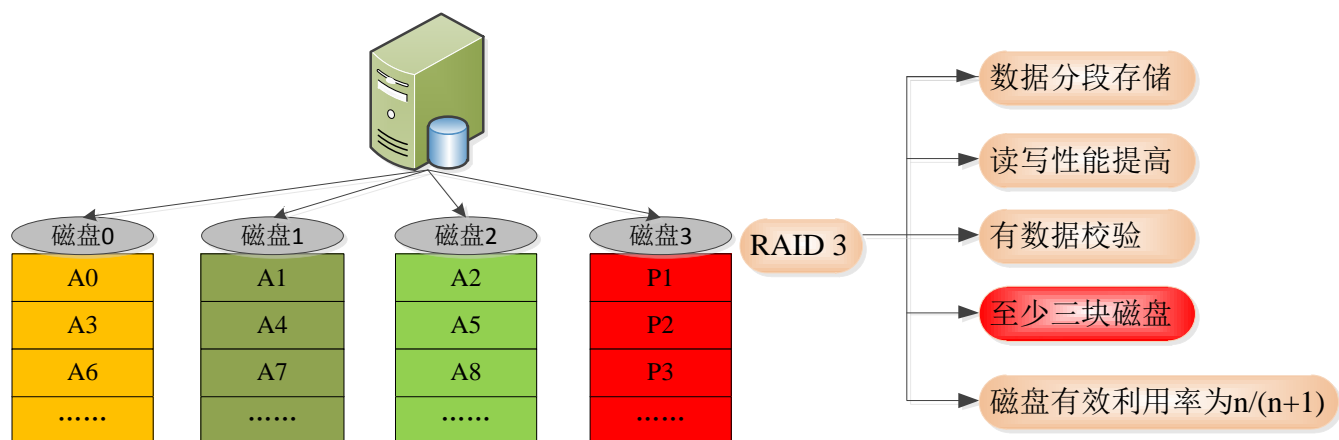 磁盘0 磁盘1 磁盘2 磁盘3
A0 A1 A2 P1
A3 A4 A5 P2
A6 A7 A8 P3
…… …… …… ……
RAID 3
数据分段存储
读写性能提高
有数据校验
至少三块磁盘
磁盘有效利用率为n/(n+1)